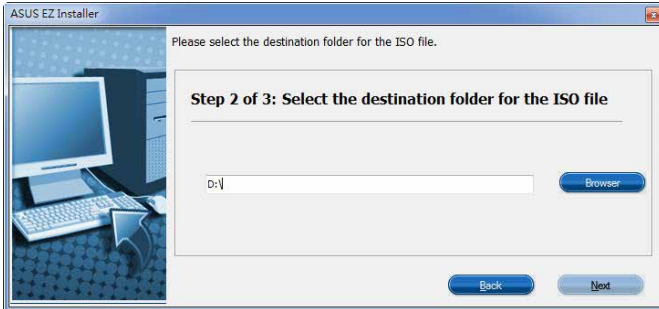 ASUS EZ Installer
Please select the destination folder for the ISO file.
Step 2 of 3: Select the destination folder for the ISO file
D:\
Browser
Back
Next